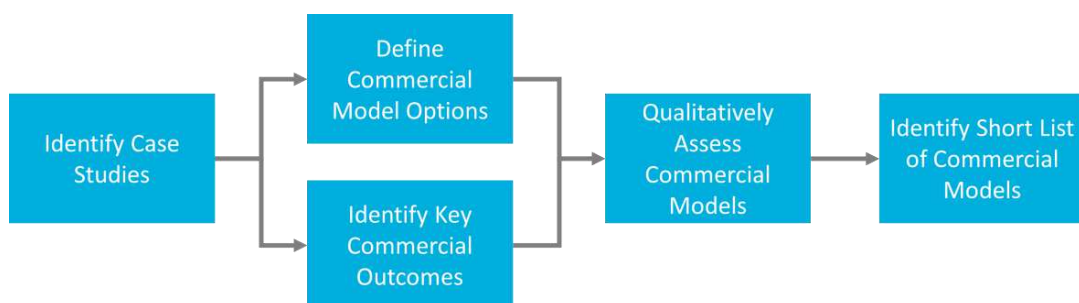 Identify Case
Studies
Define
Commercial
Model Options
Identify Key
Commercial
Outcomes
Qualitatively
Assess
Commercial
Models
Identify Short List
of Commercial
Models